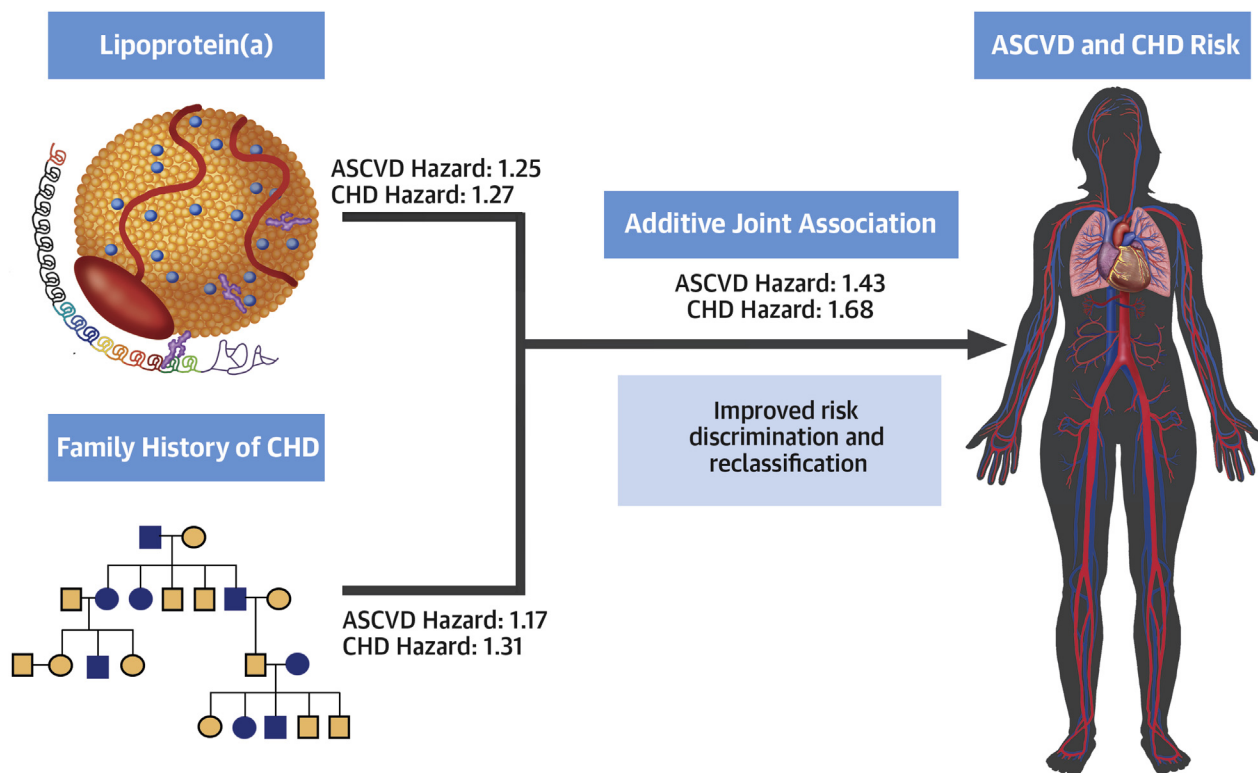 Lipoprotein(a)
ASCVD Hazard: 1.25
CHD Hazard: 1.27
Family History of CHD
ASCVD Hazard: 1.17
CHD Hazard: 1.31
Additive Joint Association
ASCVD Hazard: 1.43
CHD Hazard: 1.68
Improved risk
discrimination and
reclassification
ASCVD and CHD Risk